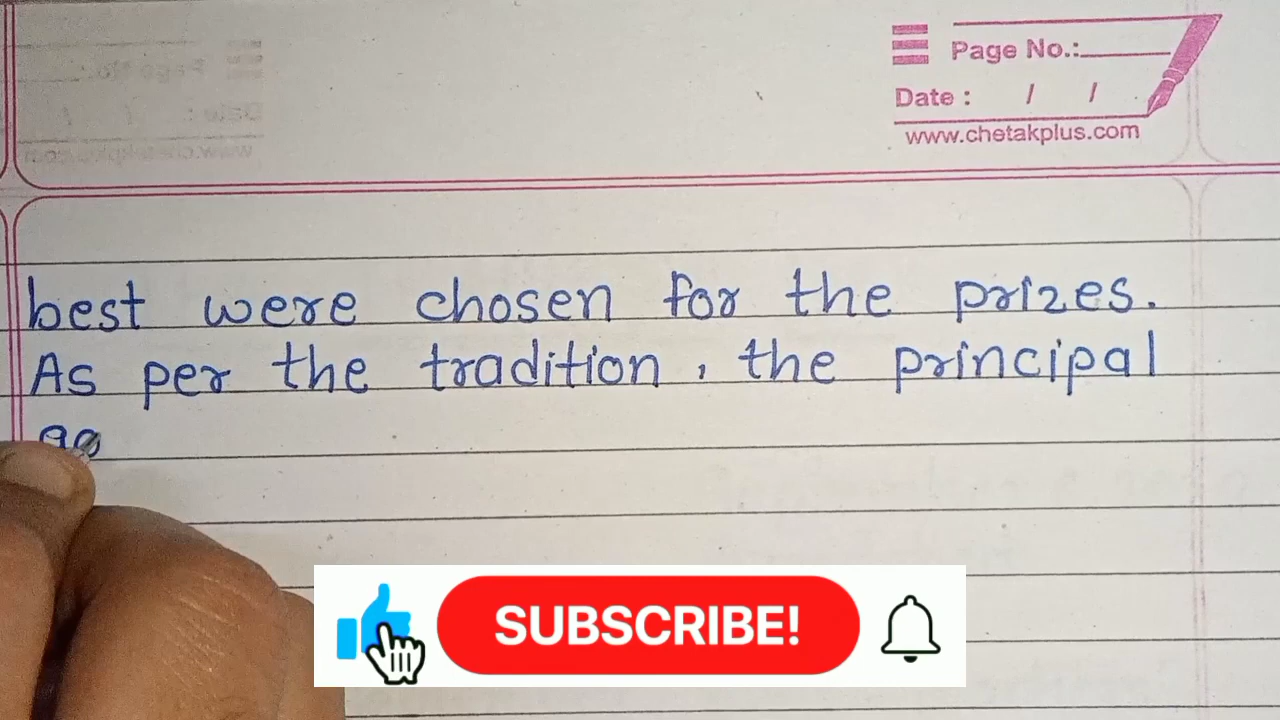 Page No.:
Date : / /
www.chetakplus.com
best were chosen for the prizes.
As per the tradition, the principal
SUBSCRIBE!